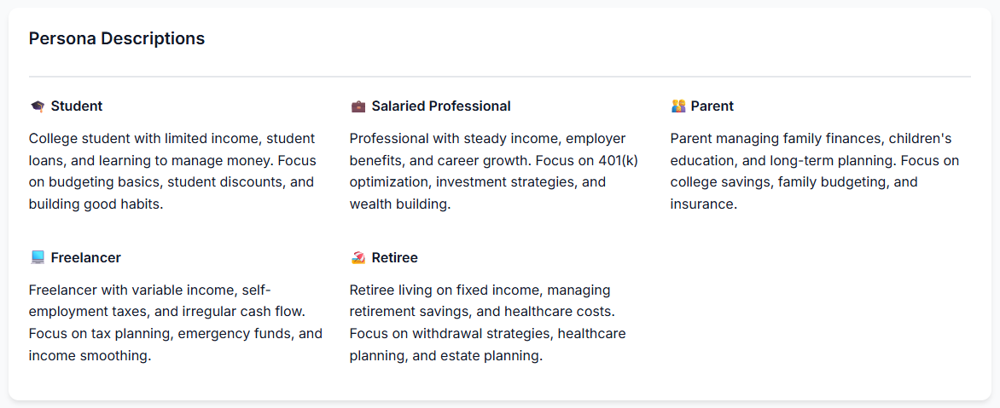 Persona Descriptions
Student
College student with limited income, student
loans, and learning to manage money. Focus
on budgeting basics, student discounts, and
building good habits.
Salaried Professional
Professional with steady income, employer
benefits, and career growth. Focus on 401(k)
optimization, investment strategies, and
wealth building.
Parent
Parent managing family finances, children's
education, and long-term planning. Focus on
college savings, family budgeting, and
insurance.
Freelancer
Freelancer with variable income, self-
employment taxes, and irregular cash flow.
Focus on tax planning, emergency funds, and
income smoothing.
Retiree
Retiree living on fixed income, managing
retirement savings, and healthcare costs.
Focus on withdrawal strategies, healthcare
planning, and estate planning.